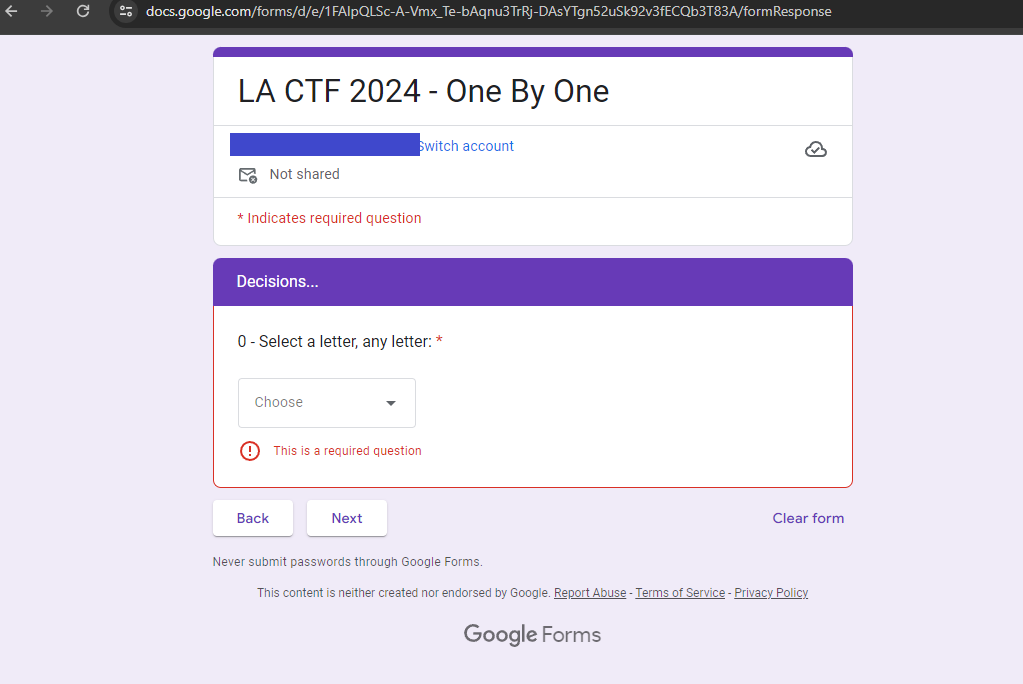 docs.google.com/forms/d/e/1FAIpQLSc-A-Vmx_Te-bAqnu3TrRj-DAsYTgn52uSk92v3fECQb3T83A/formResponse
LA CTF 2024 - One By One
Switch account
Not shared
* Indicates required question
Decisions...
0 - Select a letter, any letter: *
Choose
This is a required question
Back Next Clear form
Never submit passwords through Google Forms.
This content is neither created nor endorsed by Google. Report Abuse - Terms of Service - Privacy Policy
Google Forms